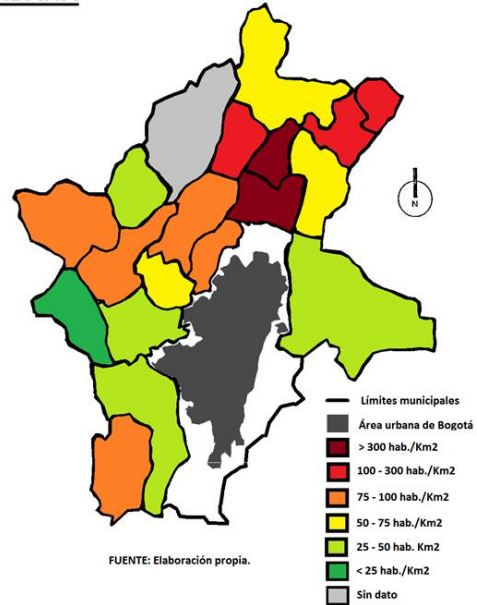 N
Límites municipales
Área urbana de Bogotá
> 300 hab./Km2
100 - 300 hab./Km2
75 - 100 hab./Km2
50 - 75 hab./Km2
25 - 50 hab. Km2
< 25 hab./Km2
Sin dato
FUENTE: Elaboración propia.